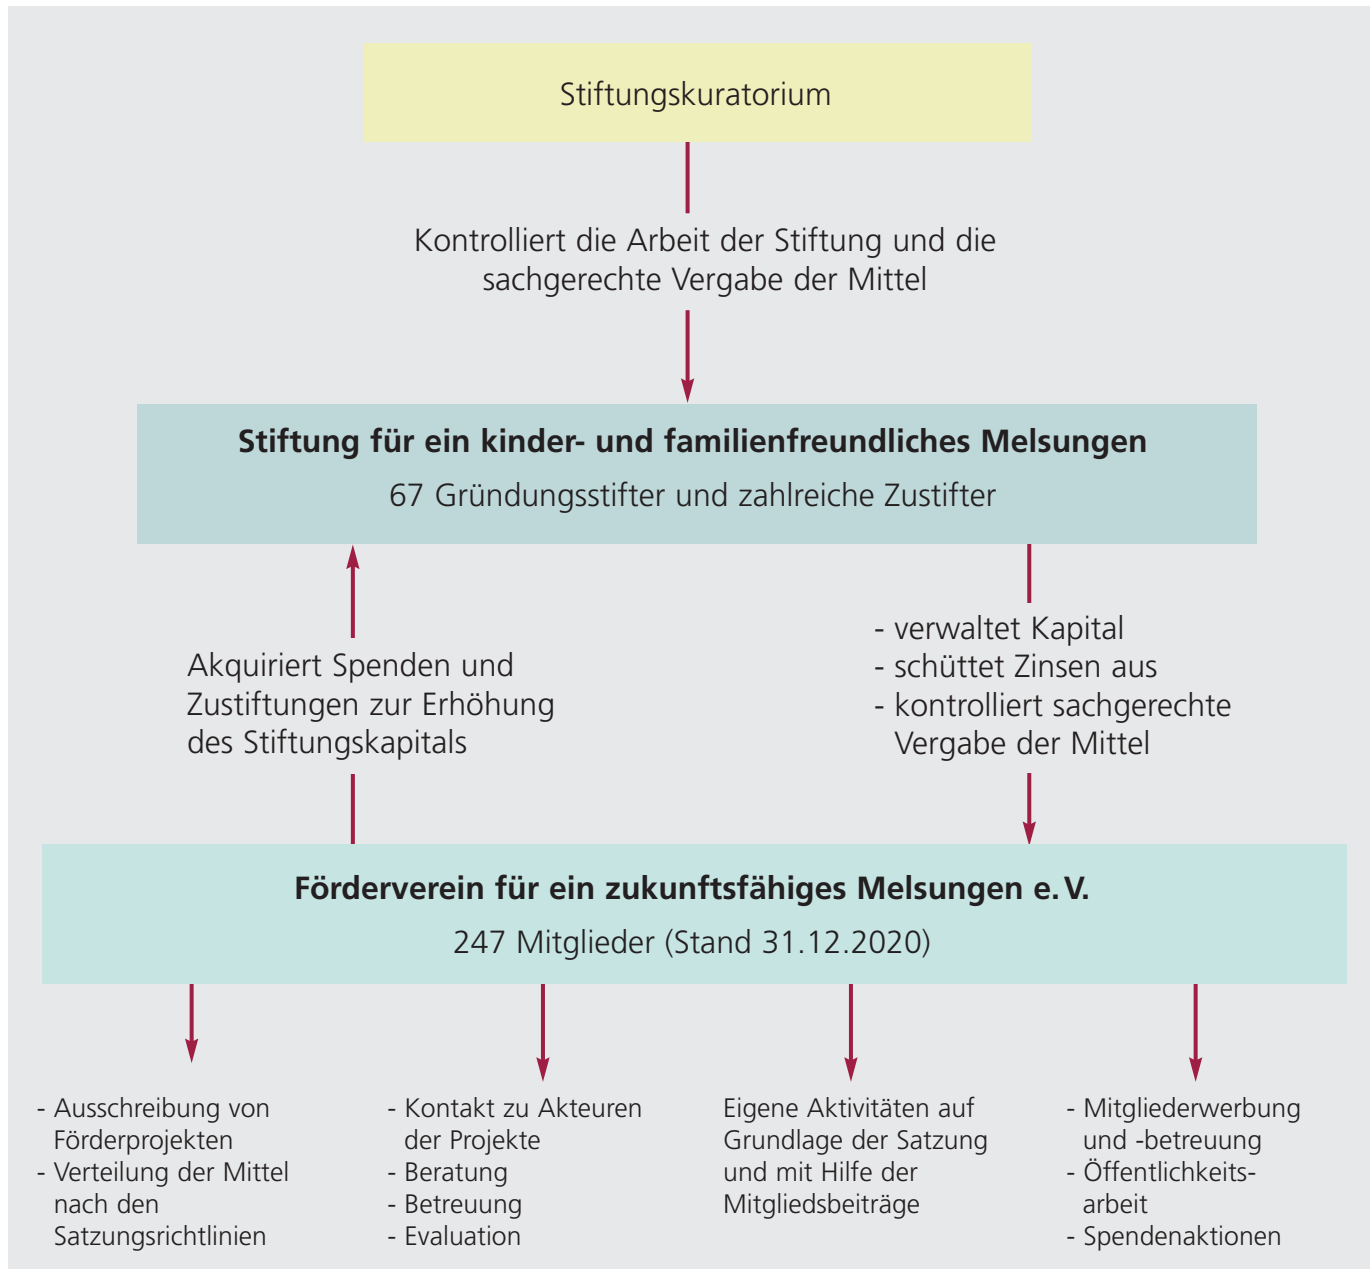 Stiftungskuratorium
Kontrolliert die Arbeit der Stiftung und die
sachgerechte Vergabe der Mittel
Stiftung für ein kinder- und familienfreundliches Melsungen
67 Gründungsstifter und zahlreiche Zustifter
Akquiriert Spenden und
Zustiftungen zur Erhöhung
des Stiftungskapitals
- verwaltet Kapital
- schüttet Zinsen aus
- kontrolliert sachgerechte
Vergabe der Mittel
Förderverein für ein zukunftsfähiges Melsungen e. V.
247 Mitglieder (Stand 31.12.2020)
- Ausschreibung von
Förderprojekten
- Verteilung der Mittel
nach den
Satzungsrichtlinien
- Kontakt zu Akteuren
der Projekte
- Beratung
- Betreuung
- Evaluation
Eigene Aktivitäten auf
Grundlage der Satzung
und mit Hilfe der
Mitgliedsbeiträge
- Mitgliederwerbung
und -betreuung
- Öffentlichkeits-
arbeit
- Spendenaktionen